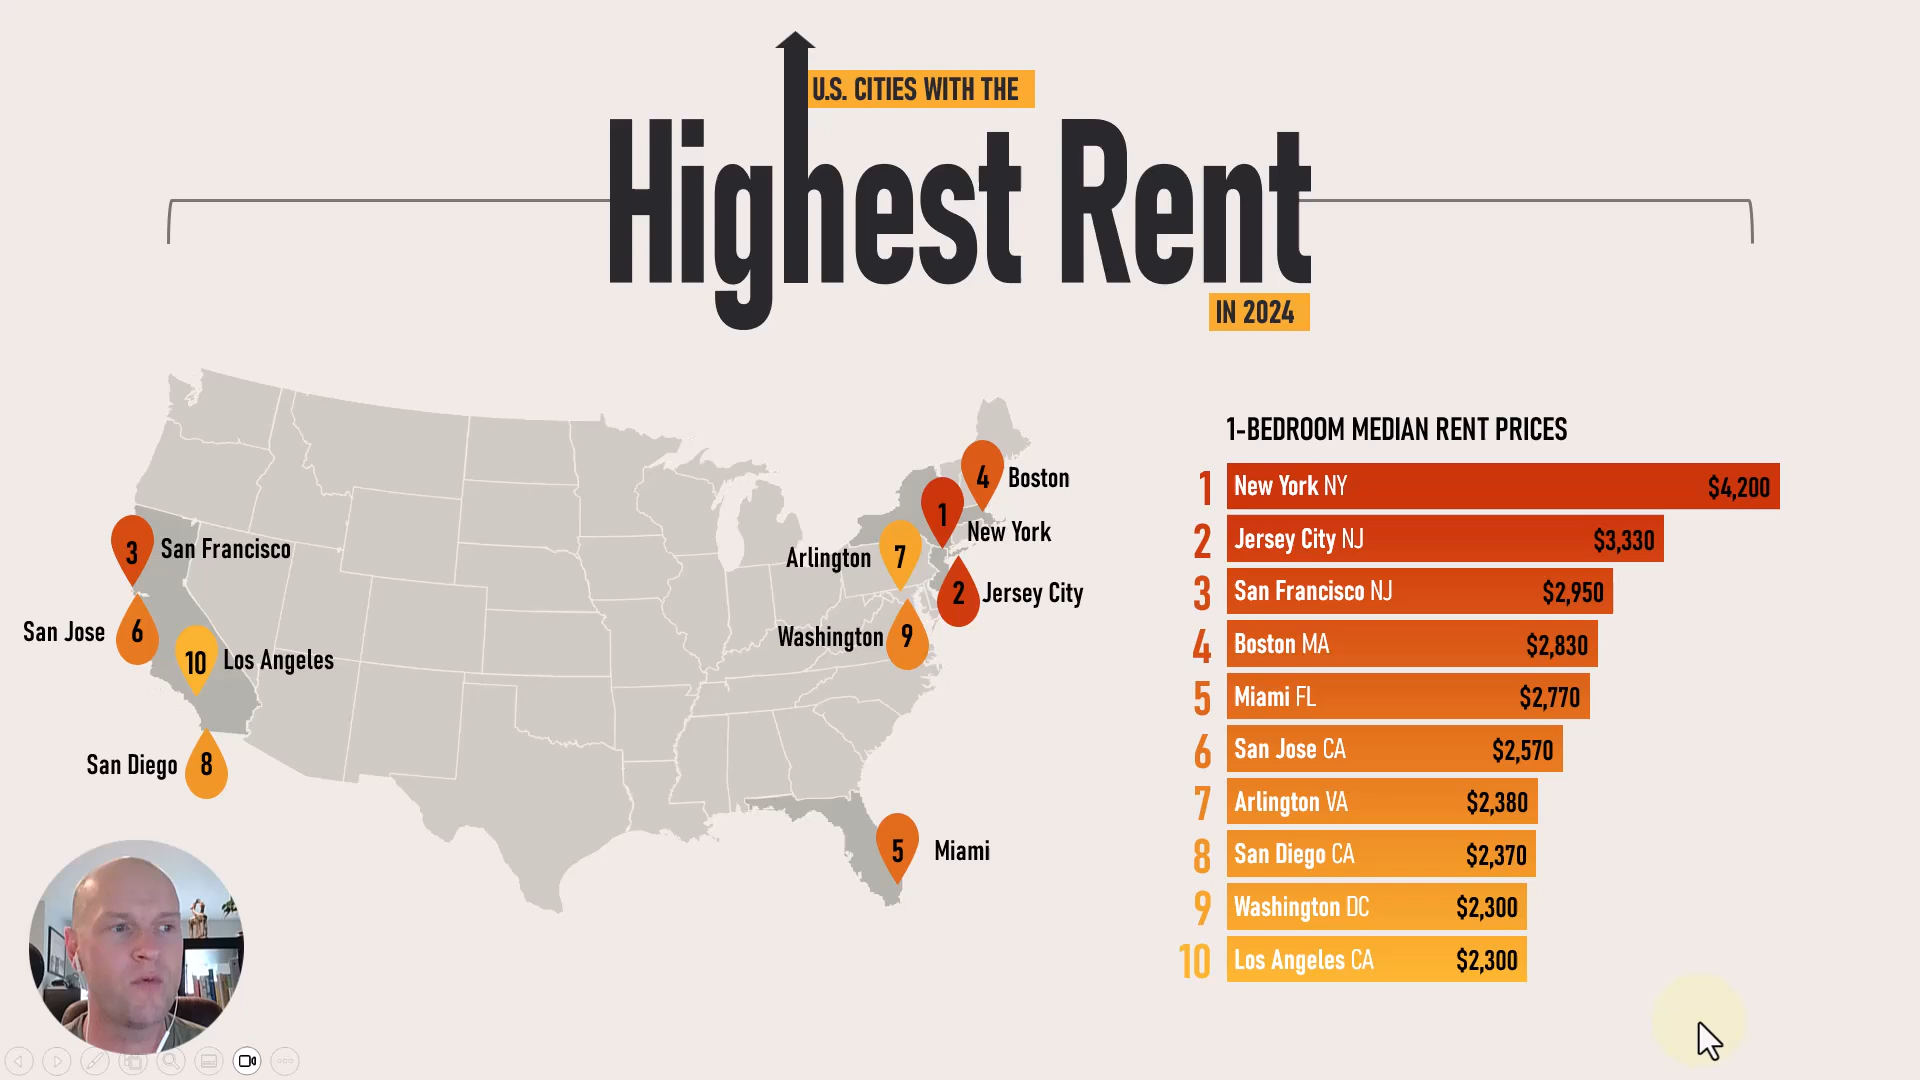 U.S. CITIES WITH THE
Highest Rent
IN 2024
4 Boston
1
New York
3 San Francisco
Arlington 7
2 Jersey City
San Jose 6
Washington 9
10 Los Angeles
San Diego 8
5 Miami
1-BEDROOM MEDIAN RENT PRICES
1 New York NY $4,200
2 Jersey City NJ $3,330
3 San Francisco NJ $2,950
4 Boston MA $2,830
5 Miami FL $2,770
6 San Jose CA $2,570
7 Arlington VA $2,380
8 San Diego CA $2,370
9 Washington DC $2,300
10 Los Angeles CA $2,300